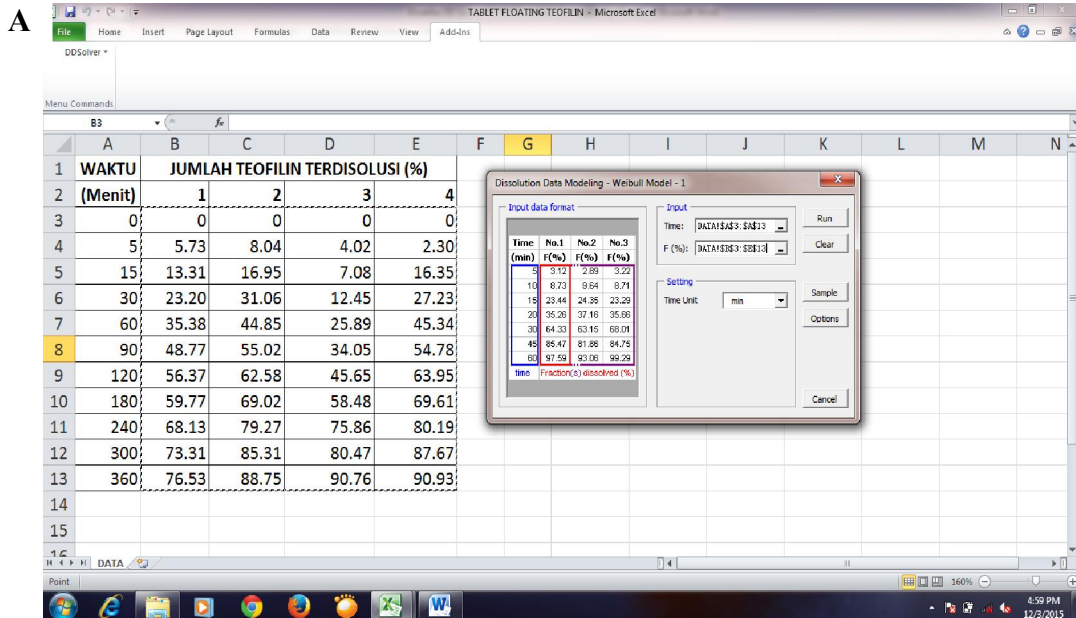 A
TABLET FLOATING TEOFILIN - Microsoft Excel
File Home Insert Page Layout Formulas Data Review View Add-Ins
DDSolver
Menu Commands
B3 fx
A B C D E F G H I J K L M N
1 WAKTU JUMLAH TEOFILIN TERDISOLUSI (%)
2 (Menit) 1 2 3 4
3 0 0 0 0 0
4 5 5.73 8.04 4.02 2.30
5 15 13.31 16.95 7.08 16.35
6 30 23.20 31.06 12.45 27.23
7 60 35.38 44.85 25.89 45.34
8 90 48.77 55.02 34.05 54.78
9 120 56.37 62.58 45.65 63.95
10 180 59.77 69.02 58.48 69.61
11 240 68.13 79.27 75.86 80.19
12 300 73.31 85.31 80.47 87.67
13 360 76.53 88.75 90.76 90.93
14
15
16
Dissolution Data Modeling - Weibull Model - 1
Input data format
Time No.1 No.2 No.3
(min) F(%) F(%) F(%)
5 3.12 2.89 3.22
10 8.73 9.64 8.71
15 23.44 24.35 23.29
20 35.26 37.16 35.66
30 64.33 63.15 68.01
45 85.47 81.86 84.75
60 97.59 93.06 99.29
time Fraction(s) dissolved (%)
Input
Time: DATA!$A$3:$A$13
F (%): DATA!$B$3:$E$13
Setting
Time Unit min
Run
Clear
Sample
Options
Cancel
DATA
Point 160%
4:59 PM
12/3/2015